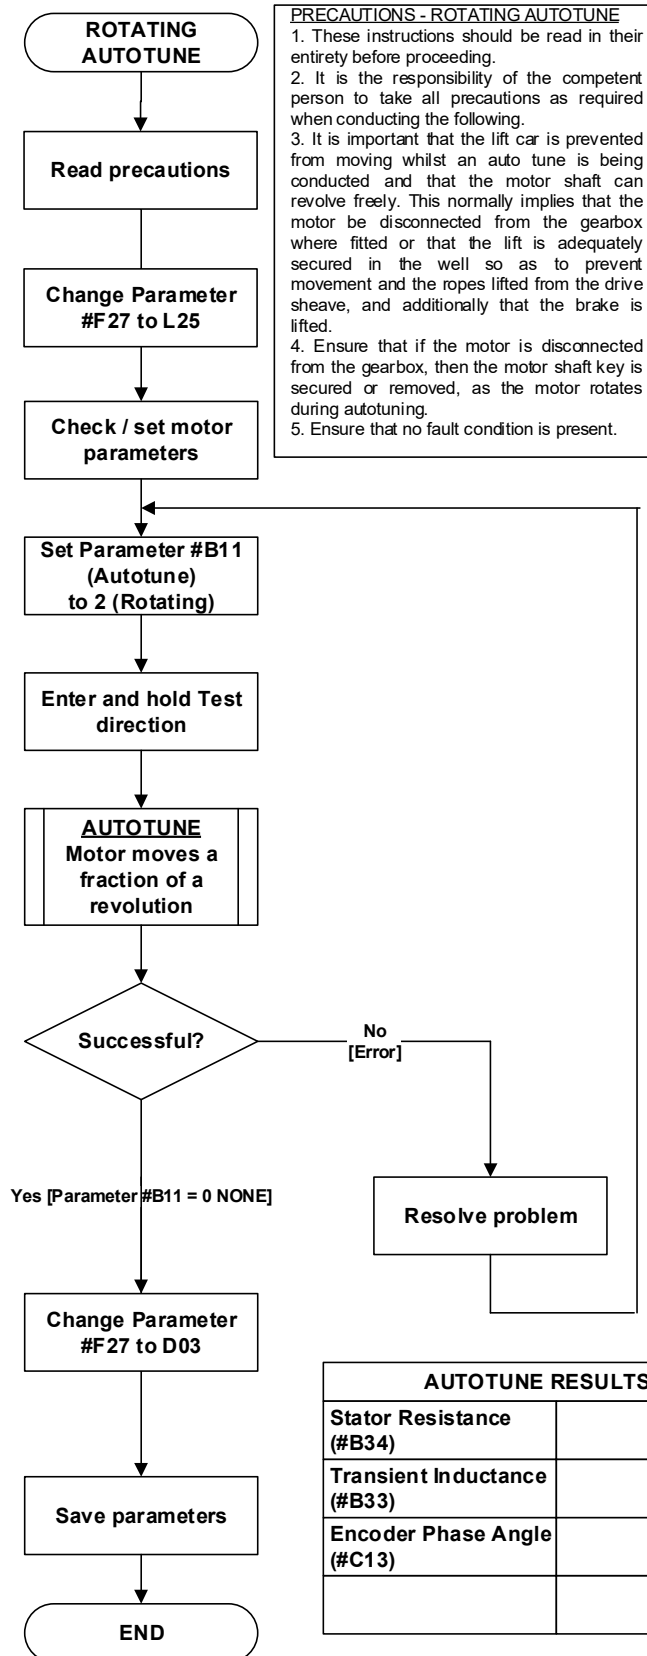 ROTATING
AUTOTUNE
PRECAUTIONS - ROTATING AUTOTUNE
1. These instructions should be read in their
entirety before proceeding.
2. It is the responsibility of the competent
person to take all precautions as required
when conducting the following.
3. It is important that the lift car is prevented
from moving whilst an auto tune is being
conducted and that the motor shaft can
revolve freely. This normally implies that the
motor be disconnected from the gearbox
where fitted or that the lift is adequately
secured in the well so as to prevent
movement and the ropes lifted from the drive
sheave, and additionally that the brake is
lifted.
4. Ensure that if the motor is disconnected
from the gearbox, then the motor shaft key is
secured or removed, as the motor rotates
during autotuning.
5. Ensure that no fault condition is present.
Read precautions
Change Parameter
#F27 to L25
Check / set motor
parameters
Set Parameter #B11
(Autotune)
to 2 (Rotating)
Enter and hold Test
direction
AUTOTUNE
Motor moves a
fraction of a
revolution
Successful?
No
[Error]
Yes [Parameter #B11 = 0 NONE]
Resolve problem
Change Parameter
#F27 to D03
Save parameters
END
AUTOTUNE RESULTS
Stator Resistance
(#B34)
Transient Inductance
(#B33)
Encoder Phase Angle
(#C13)